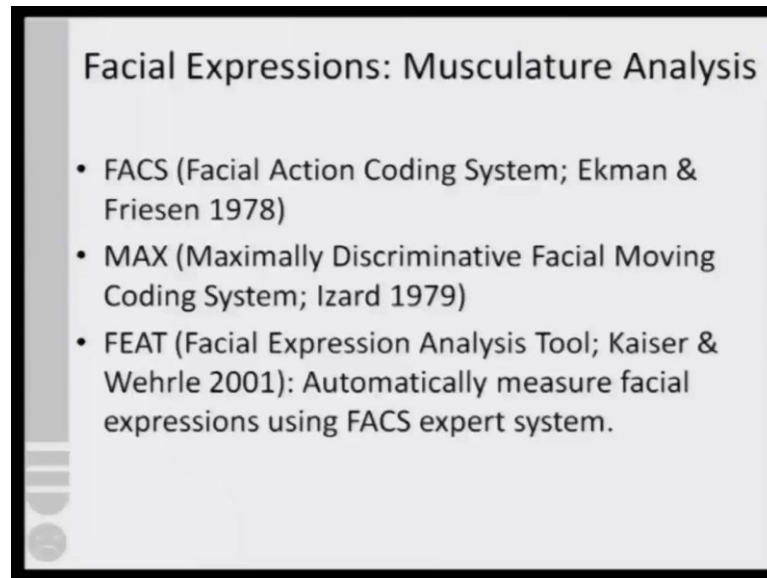 Facial Expressions: Musculature Analysis
• FACS (Facial Action Coding System; Ekman &
Friesen 1978)
• MAX (Maximally Discriminative Facial Moving
Coding System; Izard 1979)
• FEAT (Facial Expression Analysis Tool; Kaiser &
Wehrle 2001): Automatically measure facial
expressions using FACS expert system.